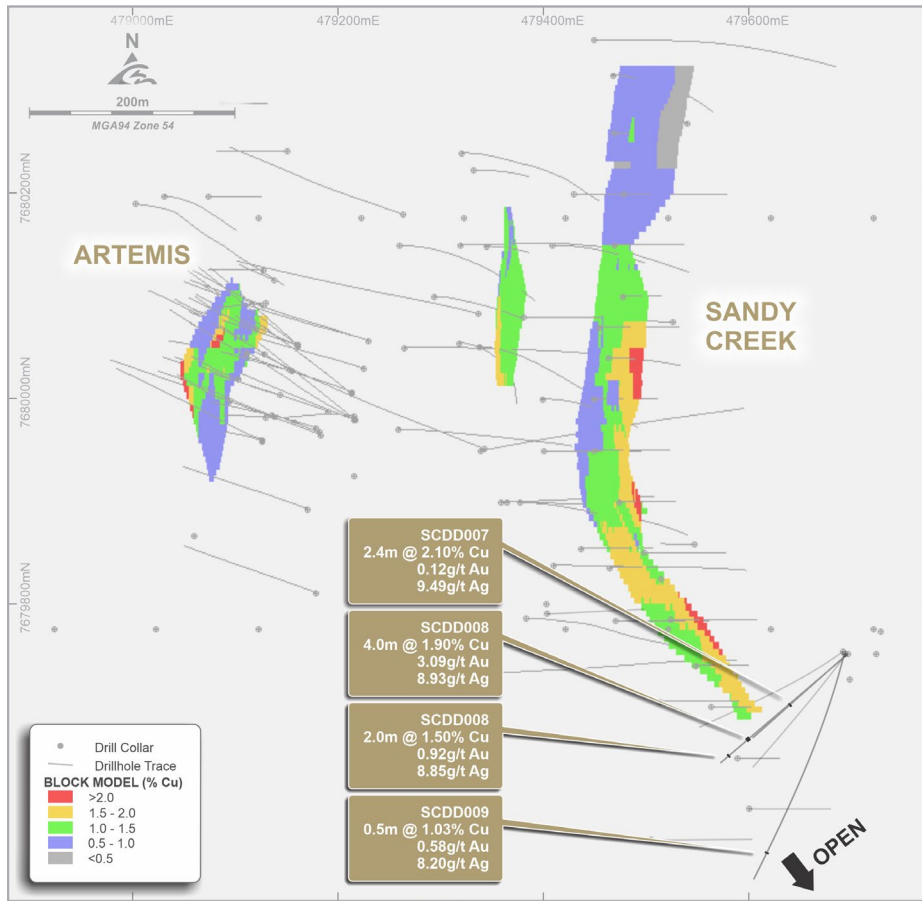 479000mE
479200mE
479400mE
479600mE
N
200m
MGA94 Zone 54
7680200mN
7680000mN
7679800mN
ARTEMIS
SANDY
CREEK
SCDD007
2.4m @ 2.10% Cu
0.12g/t Au
9.49g/t Ag
SCDD008
4.0m @ 1.90% Cu
3.09g/t Au
8.93g/t Ag
SCDD008
2.0m @ 1.50% Cu
0.92g/t Au
8.85g/t Ag
SCDD009
0.5m @ 1.03% Cu
0.58g/t Au
8.20g/t Ag
OPEN
Drill Collar
Drillhole Trace
BLOCK MODEL (% Cu)
>2.0
1.5 - 2.0
1.0 - 1.5
0.5 - 1.0
<0.5